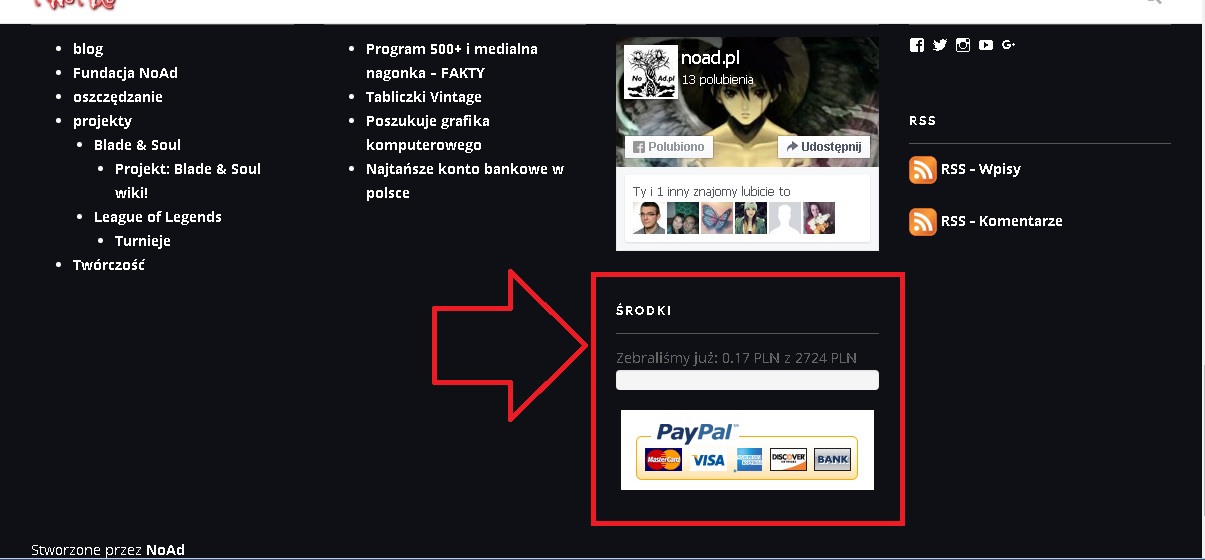 blog
Fundacja NoAd
oszczędzanie
projekty
Blade & Soul
Projekt: Blade & Soul
wiki!
League of Legends
Turnieje
Twórczość
Program 500+ i medialna
nagonka – FAKTY
Tabliczki Vintage
Poszukuje grafika
komputerowego
Najtańsze konto bankowe w
polsce
No Ad.pl
noad.pl
13 polubienia
Polubiono
Udostępnij
Ty i 1 inny znajomy lubicie to
ŚRODKI
Zebraliśmy już: 0.17 PLN z 2724 PLN
PayPal
MasterCard VISA AMERICAN EXPRESS DISCOVER BANK
RSS
RSS – Wpisy
RSS – Komentarze
Stworzone przez NoAd